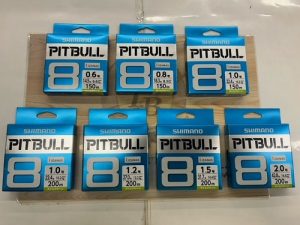 SHIMANO
PITBULL
8
0.6号
150m
SHIMANO
PITBULL
8
0.8号
150m
SHIMANO
PITBULL
8
1.0号
150m
SHIMANO
PITBULL
8
1.0号
200m
SHIMANO
PITBULL
8
1.2号
200m
SHIMANO
PITBULL
8
1.5号
200m
SHIMANO
PITBULL
8
2.0号
200m